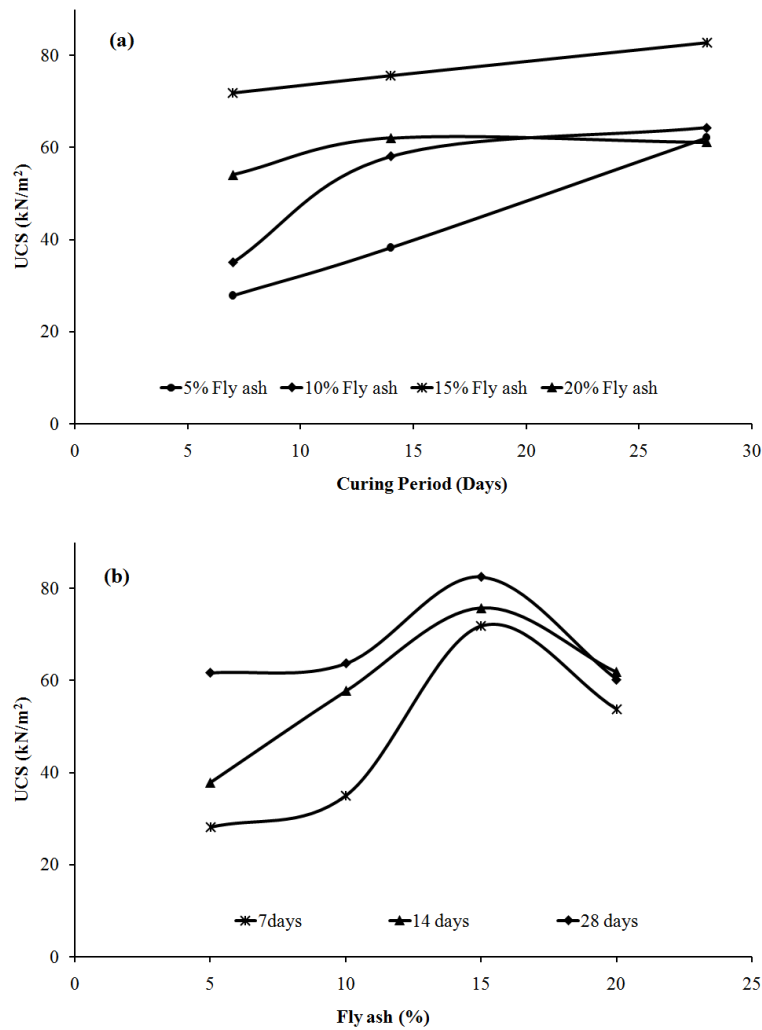 (a)
80
60
40
20
0
UCS (kN/m²)
5% Fly ash 10% Fly ash 15% Fly ash 20% Fly ash
0 5 10 15 20 25 30
Curing Period (Days)
(b)
80
60
40
20
0
UCS (kN/m²)
7days 14 days 28 days
0 5 10 15 20 25
Fly ash (%)